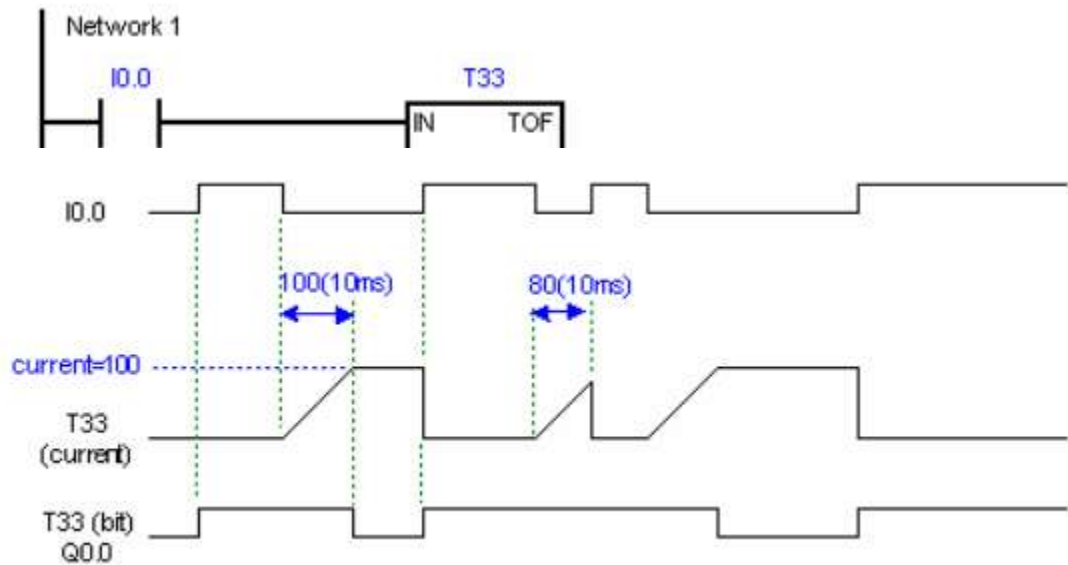 Network 1
I0.0 T33
IN TOF
I0.0
100(10ms) 80(10ms)
current=100
T33
(current)
T33 (bit)
Q0.0